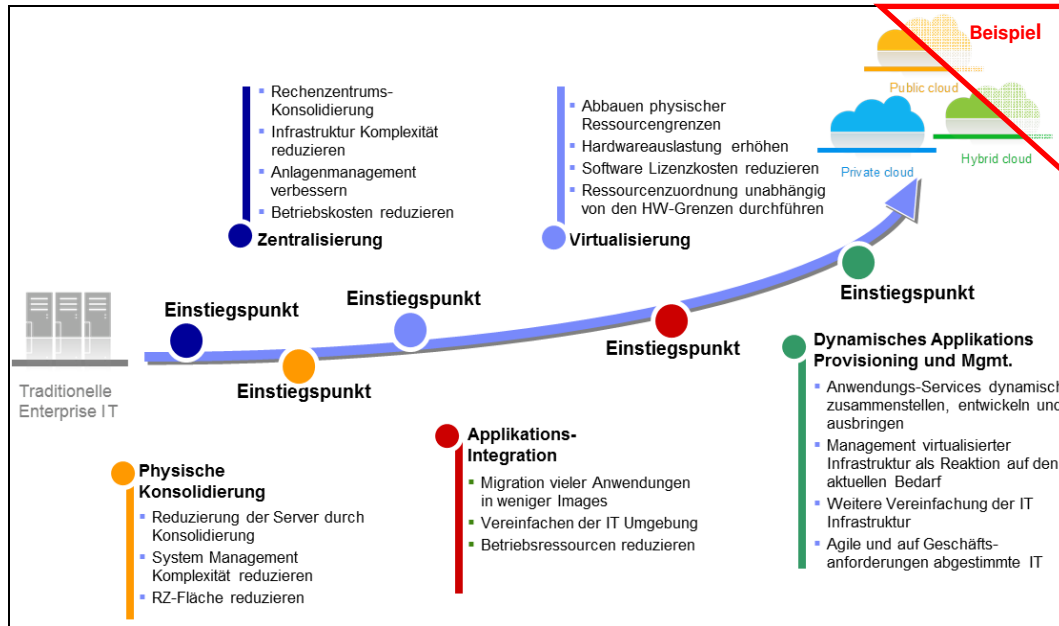 Beispiel
Public cloud
Private cloud
Hybrid cloud
Rechenzentrums-
Konsolidierung
Infrastruktur Komplexität
reduzieren
Anlagenmanagement
verbessern
Betriebskosten reduzieren
Zentralisierung
Abbauen physischer
Ressourcengrenzen
Hardwareauslastung erhöhen
Software Lizenzkosten reduzieren
Ressourcenzuordnung unabhängig
von den HW-Grenzen durchführen
Virtualisierung
Traditionelle
Enterprise IT
Einstiegspunkt
Einstiegspunkt
Einstiegspunkt
Einstiegspunkt
Einstiegspunkt
Physische
Konsolidierung
Reduzierung der Server durch
Konsolidierung
System Management
Komplexität reduzieren
RZ-Fläche reduzieren
Applikations-
Integration
Migration vieler Anwendungen
in weniger Images
Vereinfachen der IT Umgebung
Betriebsressourcen reduzieren
Dynamisches Applikations
Provisioning und Mgmt.
Anwendungs-Services dynamisch
zusammenstellen, entwickeln und
ausbringen
Management virtualisierter
Infrastruktur als Reaktion auf den
aktuellen Bedarf
Weitere Vereinfachung der IT
Infrastruktur
Agile und auf Geschäfts-
anforderungen abgestimmte IT